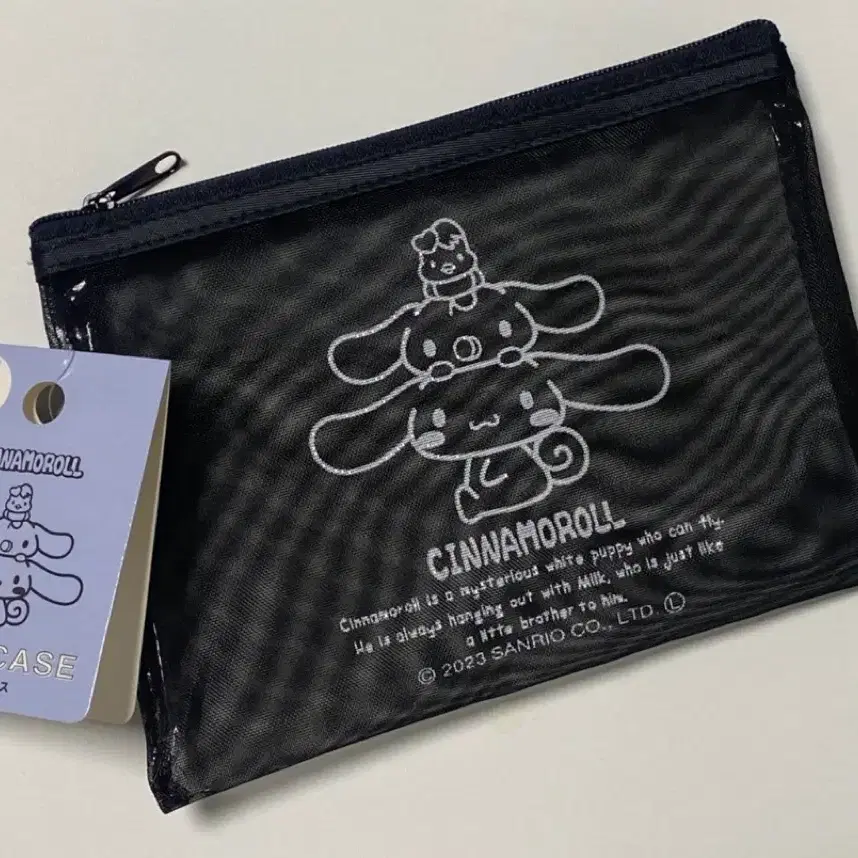 CINNAMOROLL
Cinnamoroll is a mysterious white puppy who can fly.
He is always hanging out with Milk, who is just like
a little brother to him.
© 2023 SANRIO CO., LTD. Ⓛ
NNAMOROLL
CASE
ス